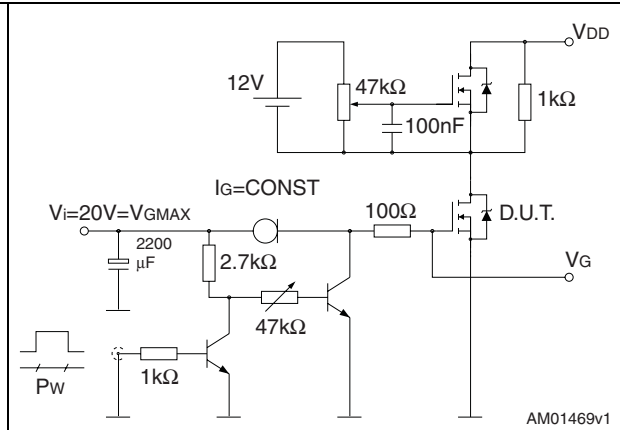 VDD
12V
47kΩ
1kΩ
100nF
IG=CONST
Vi=20V=VGMAX
100Ω
D.U.T.
2200
μF
2.7kΩ
VG
47kΩ
1kΩ
PW
AM01469v1